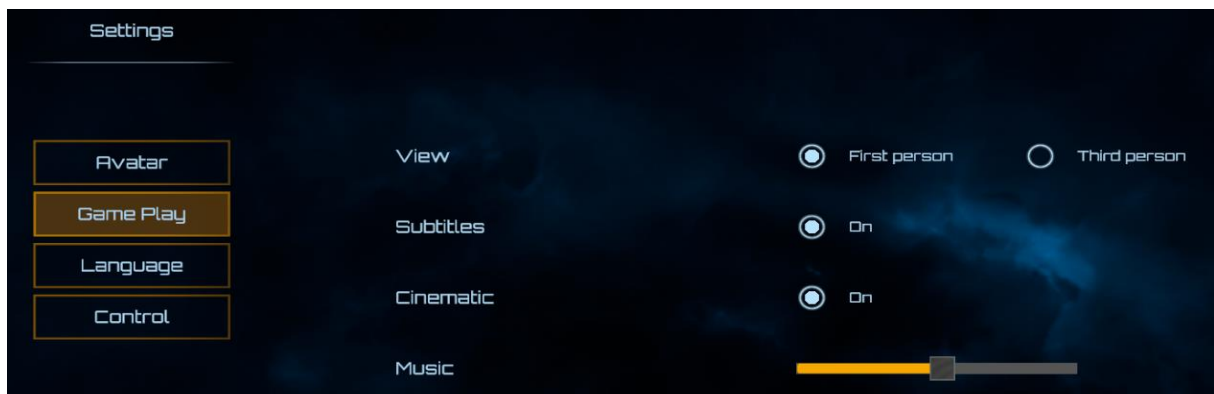 Settings
Avatar
Game Play
Language
Control
View
First person
Third person
Subtitles
On
Cinematic
On
Music